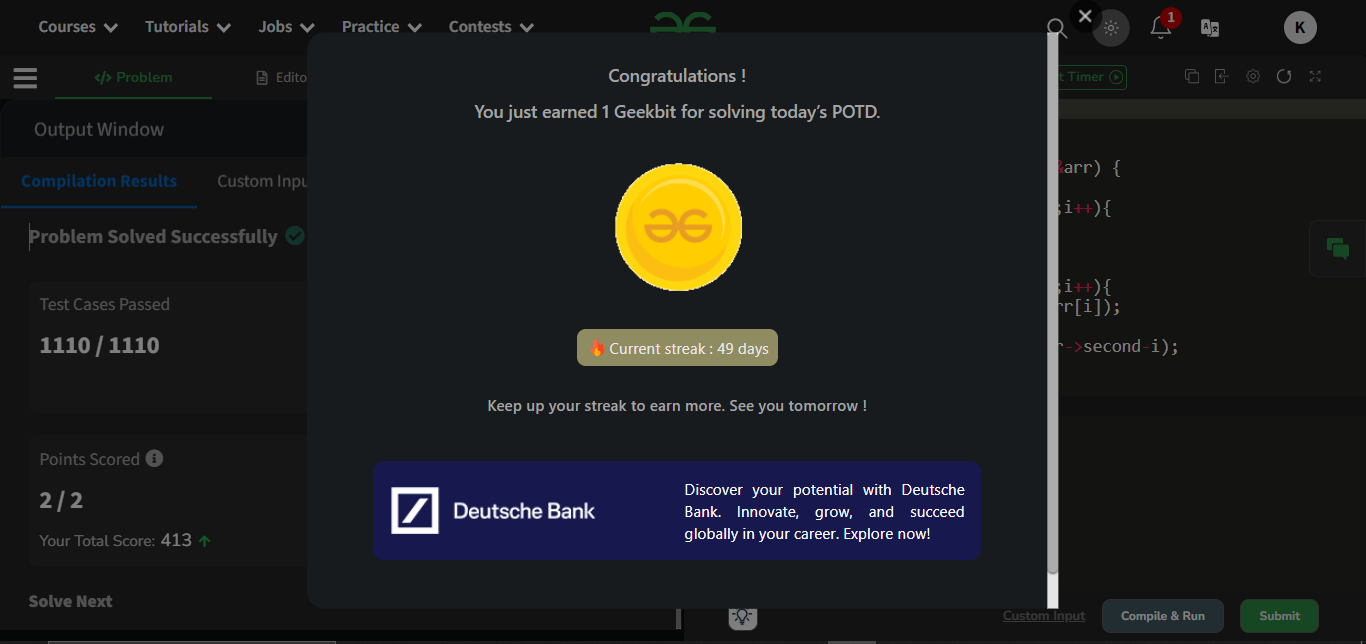 Courses Tutorials Jobs Practice Contests
1
K
Problem
Edito
t Timer
Output Window
Compilation Results
Custom Inpu
Problem Solved Successfully
Test Cases Passed
1110 / 1110
Points Scored
2 / 2
Your Total Score: 413
Solve Next
Congratulations !
You just earned 1 Geekbit for solving today’s POTD.
Current streak : 49 days
Keep up your streak to earn more. See you tomorrow !
Deutsche Bank
Discover your potential with Deutsche
Bank. Innovate, grow, and succeed
globally in your career. Explore now!
&arr) {
;i++){
;i++){
rr[i]);
r->second-i);
Custom Input
Compile & Run
Submit